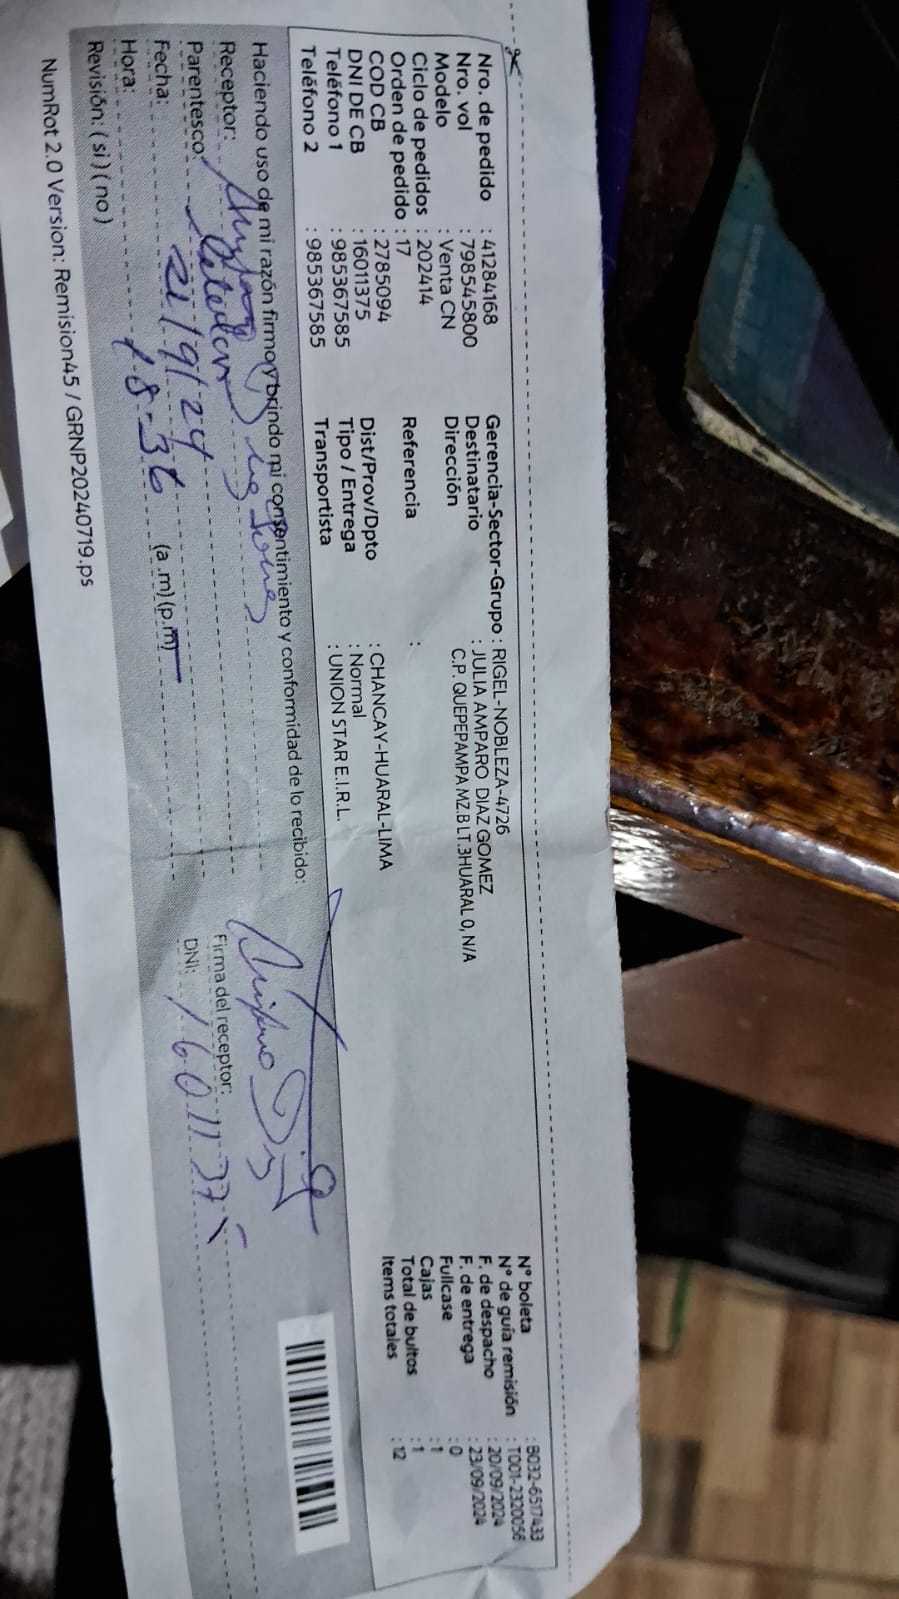 Nro. de pedido : 41284168
Nro. vol : 798545800
Modelo : Venta CN
Ciclo de pedidos : 202414
Orden de pedido : 17
COD CB : 2785094
DNI DE CB : 16011375
Teléfono 1 : 985367585
Teléfono 2 : 985367585
Gerencia-Sector-Grupo : RIGEL-NOBLEZA-4726
Destinatario : JULIA AMPARO DIAZ GOMEZ
Dirección C.P. QUEPEPAMPA MZ.B LT.3HUARAL 0, N/A
Referencia :
Dist/Prov/Dpto : CHANCAY-HUARAL-LIMA
Tipo / Entrega : Normal
Transportista : UNION STAR E.I.R.L.
N° boleta : B032-6517433
N° de guía remisión : T001-2320056
F. de despacho : 20/09/2024
F. de entrega : 23/09/2024
Fullcase : 0
Cajas : 1
Total de bultos : 1
Items totales : 12
Haciendo uso de mi razón firmo y brindo mi consentimiento y conformidad de lo recibido:
Receptor:
Parentesco:
Fecha: 21/9/24
Hora: 8-36 (a.m)(p.m)
Revisión: ( si ) ( no )
Firma del receptor:
DNI: 16011375
NumRot 2.0 Version: Remision45 / GRNP20240719.ps